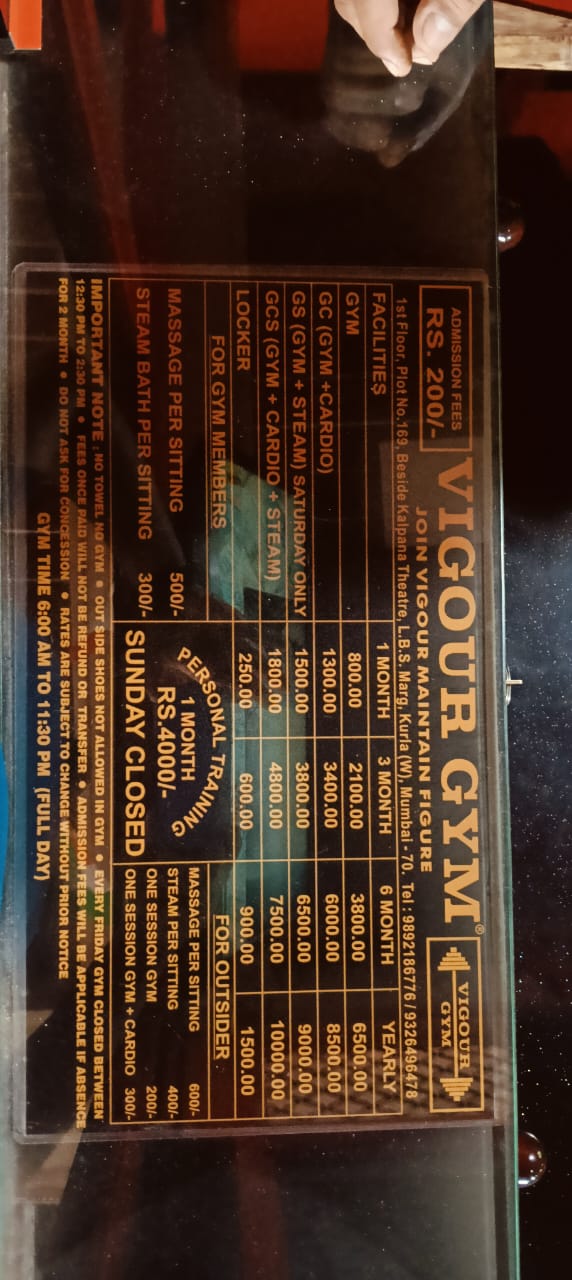 ADMISSION FEES
RS. 200/-
VIGOUR GYM®
JOIN VIGOUR MAINTAIN FIGURE
VIGOUR
GYM
1st Floor, Plot No.169, Beside Kalpana Theatre, L.B.S. Marg, Kurla (W), Mumbai - 70. Tel : 9892186776 / 9326496478
FACILITIES 1 MONTH 3 MONTH 6 MONTH YEARLY
GYM 800.00 2100.00 3800.00 6500.00
GC (GYM +CARDIO) 1300.00 3400.00 6000.00 8500.00
GS (GYM + STEAM) SATURDAY ONLY 1500.00 3800.00 6500.00 9000.00
GCS (GYM + CARDIO + STEAM) 1800.00 4800.00 7500.00 10000.00
LOCKER 250.00 600.00 900.00 1500.00
FOR GYM MEMBERS
MASSAGE PER SITTING 500/-
STEAM BATH PER SITTING 300/-
PERSONAL TRAINING
1 MONTH
RS.4000/-
SUNDAY CLOSED
FOR OUTSIDER
MASSAGE PER SITTING 600/-
STEAM PER SITTING 400/-
ONE SESSION GYM 200/-
ONE SESSION GYM + CARDIO 300/-
IMPORTANT NOTE : NO TOWEL NO GYM ● OUT SIDE SHOES NOT ALLOWED IN GYM ● EVERY FRIDAY GYM CLOSED BETWEEN
12:30 PM TO 2:30 PM ● FEES ONCE PAID WILL NOT BE REFUND OR TRANSFER ● ADMISSION FEES WILL BE APPLICABLE IF ABSENCE
FOR 2 MONTH ● DO NOT ASK FOR CONCESSION ● RATES ARE SUBJECT TO CHANGE WITHOUT PRIOR NOTICE
GYM TIME 6:00 AM TO 11:30 PM (FULL DAY)